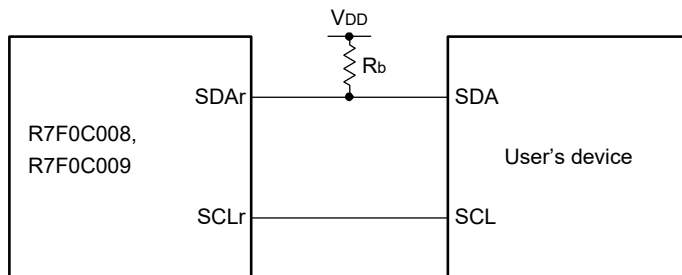 VDD
Rb
SDAr
SDA
R7F0C008,
R7F0C009
User's device
SCLr
SCL